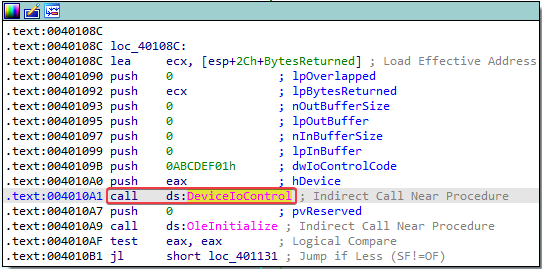 .text:0040108C
.text:0040108C loc_40108C:
.text:0040108C lea     ecx, [esp+2Ch+BytesReturned] ; Load Effective Address
.text:00401090 push    0               ; lpOverlapped
.text:00401092 push    ecx             ; lpBytesReturned
.text:00401093 push    0               ; nOutBufferSize
.text:00401095 push    0               ; lpOutBuffer
.text:00401097 push    0               ; nInBufferSize
.text:00401099 push    0               ; lpInBuffer
.text:0040109B push    0ABCDEF01h      ; dwIoControlCode
.text:004010A0 push    eax             ; hDevice
.text:004010A1 call    ds:DeviceIoControl ; Indirect Call Near Procedure
.text:004010A7 push    0               ; pvReserved
.text:004010A9 call    ds:OleInitialize ; Indirect Call Near Procedure
.text:004010AF test    eax, eax        ; Logical Compare
.text:004010B1 jl      short loc_401131 ; Jump if Less (SF!=OF)